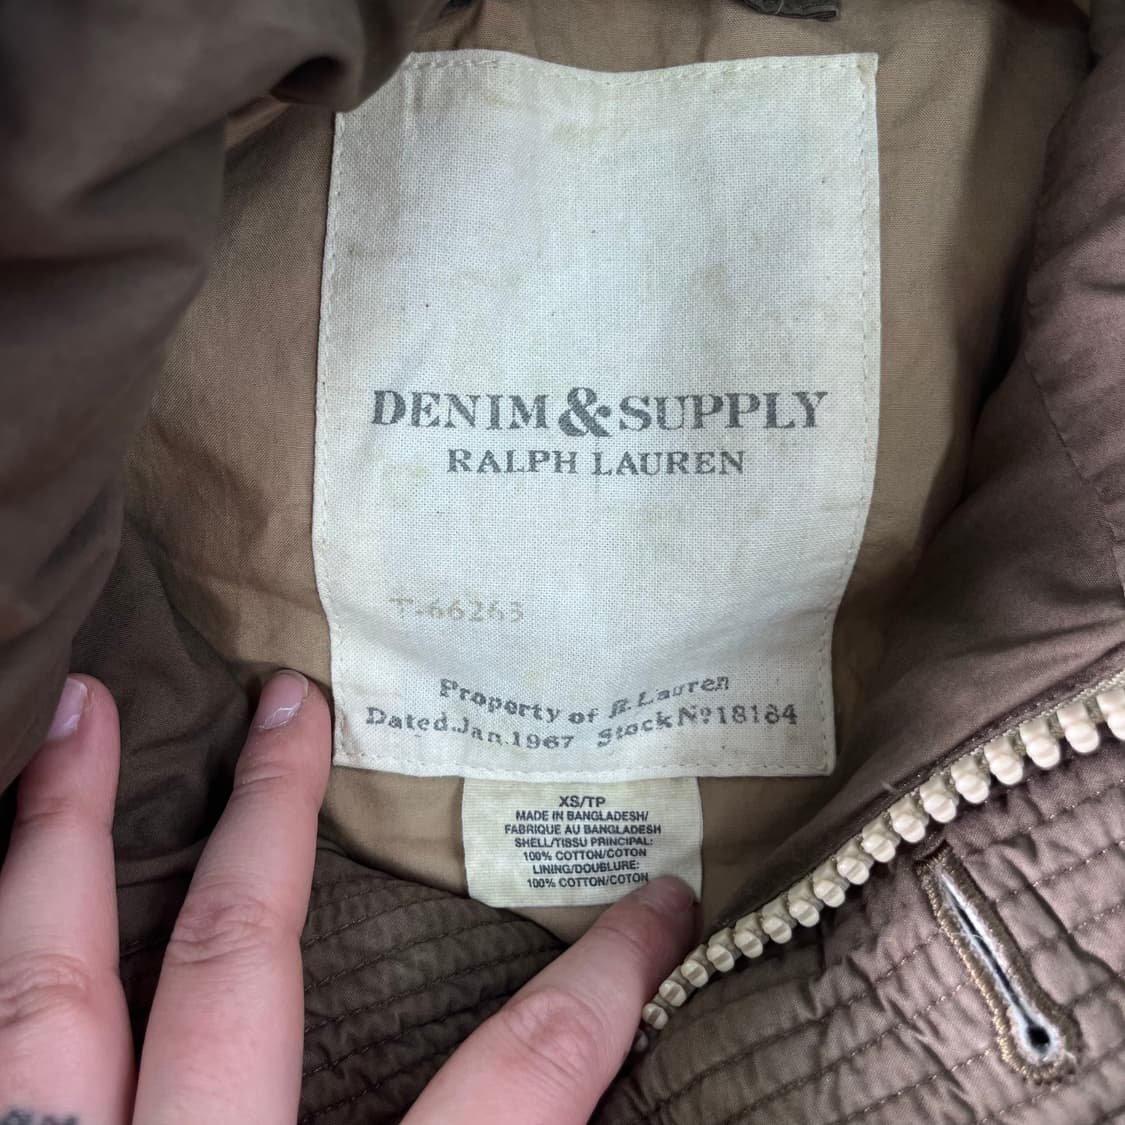 DENIM & SUPPLY
RALPH LAUREN
T-66263
Property of R. Lauren
Dated Jan. 1967 Stock Nº 18184
XS/TP
MADE IN BANGLADESH/
FABRIQUE AU BANGLADESH
SHELL/TISSU PRINCIPAL:
100% COTTON/COTON
LINING/DOUBLURE:
100% COTTON/COTON